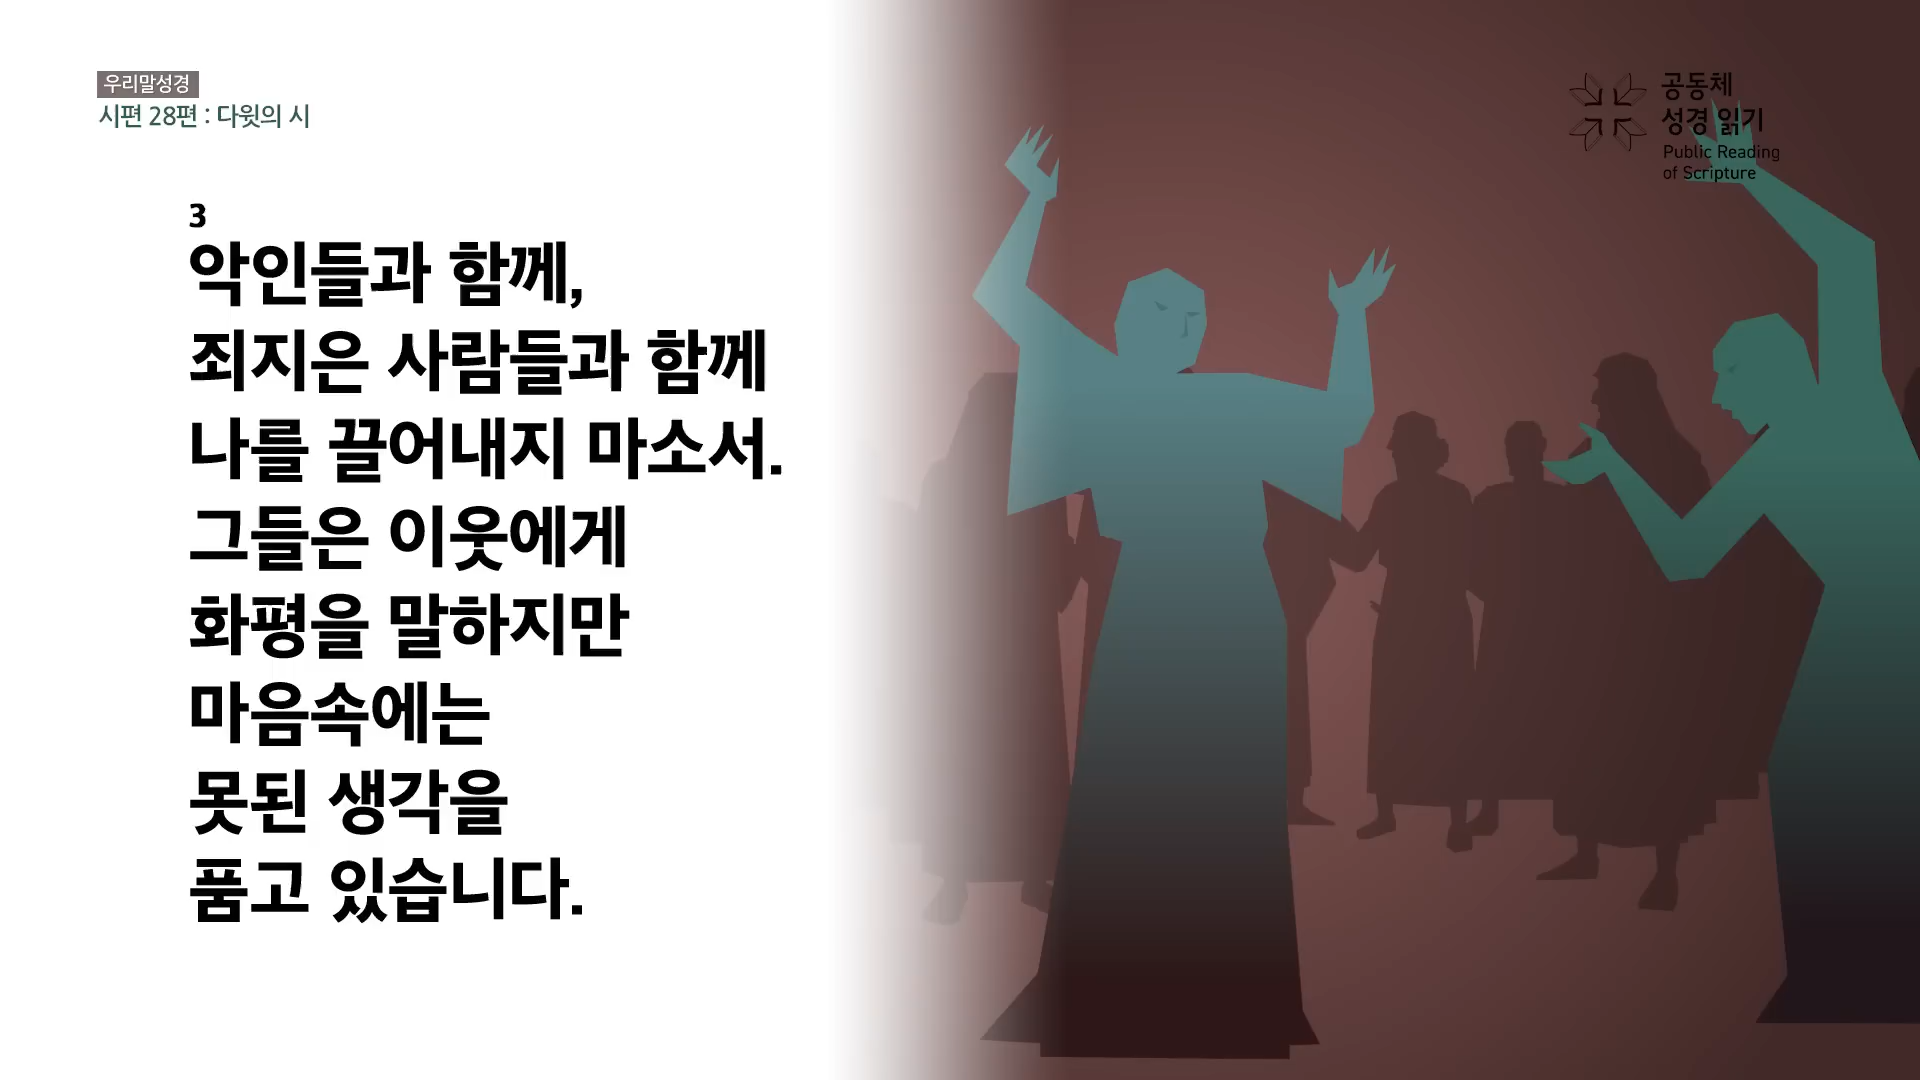 우리말성경
시편 28편 : 다윗의 시
공동체
성경 읽기
Public Reading
of Scripture
3
악인들과 함께,
죄지은 사람들과 함께
나를 끌어내지 마소서.
그들은 이웃에게
화평을 말하지만
마음속에는
못된 생각을
품고 있습니다.